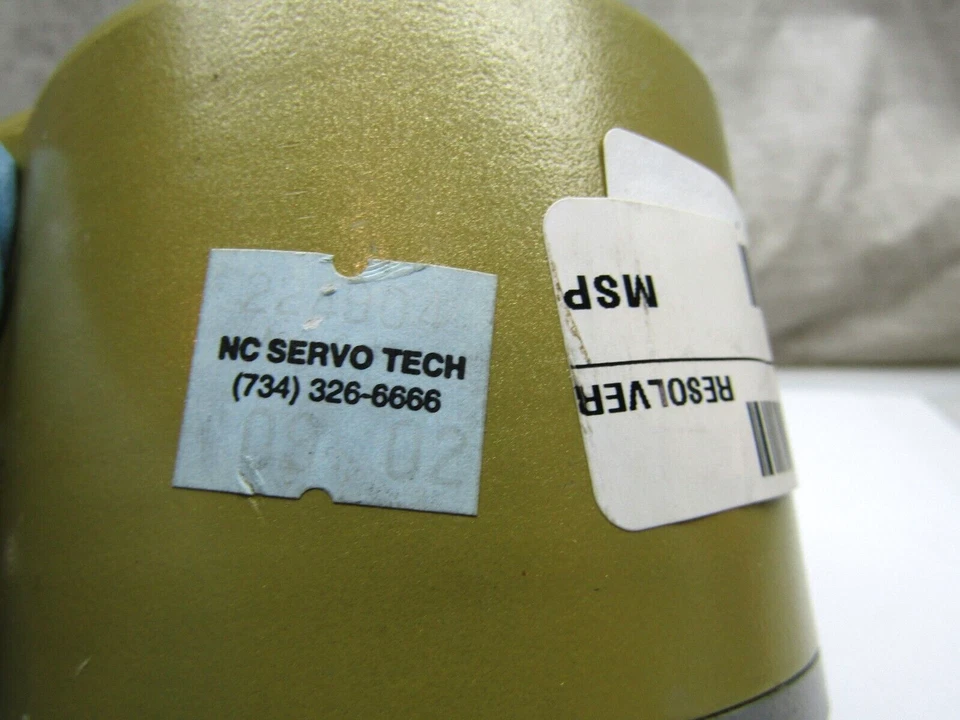 NC SERVO TECH
(734) 326-6666
MSP
RESOLVER